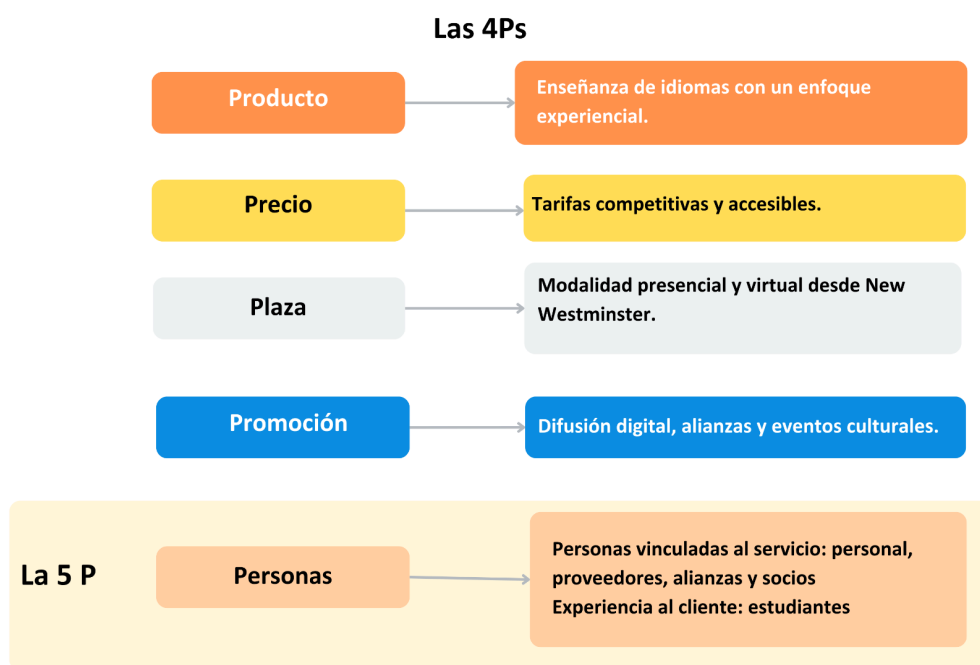 Las 4Ps
Producto
Enseñanza de idiomas con un enfoque
experiencial.
Precio
Tarifas competitivas y accesibles.
Plaza
Modalidad presencial y virtual desde New
Westminster.
Promoción
Difusión digital, alianzas y eventos culturales.
La 5 P
Personas
Personas vinculadas al servicio: personal,
proveedores, alianzas y socios
Experiencia al cliente: estudiantes